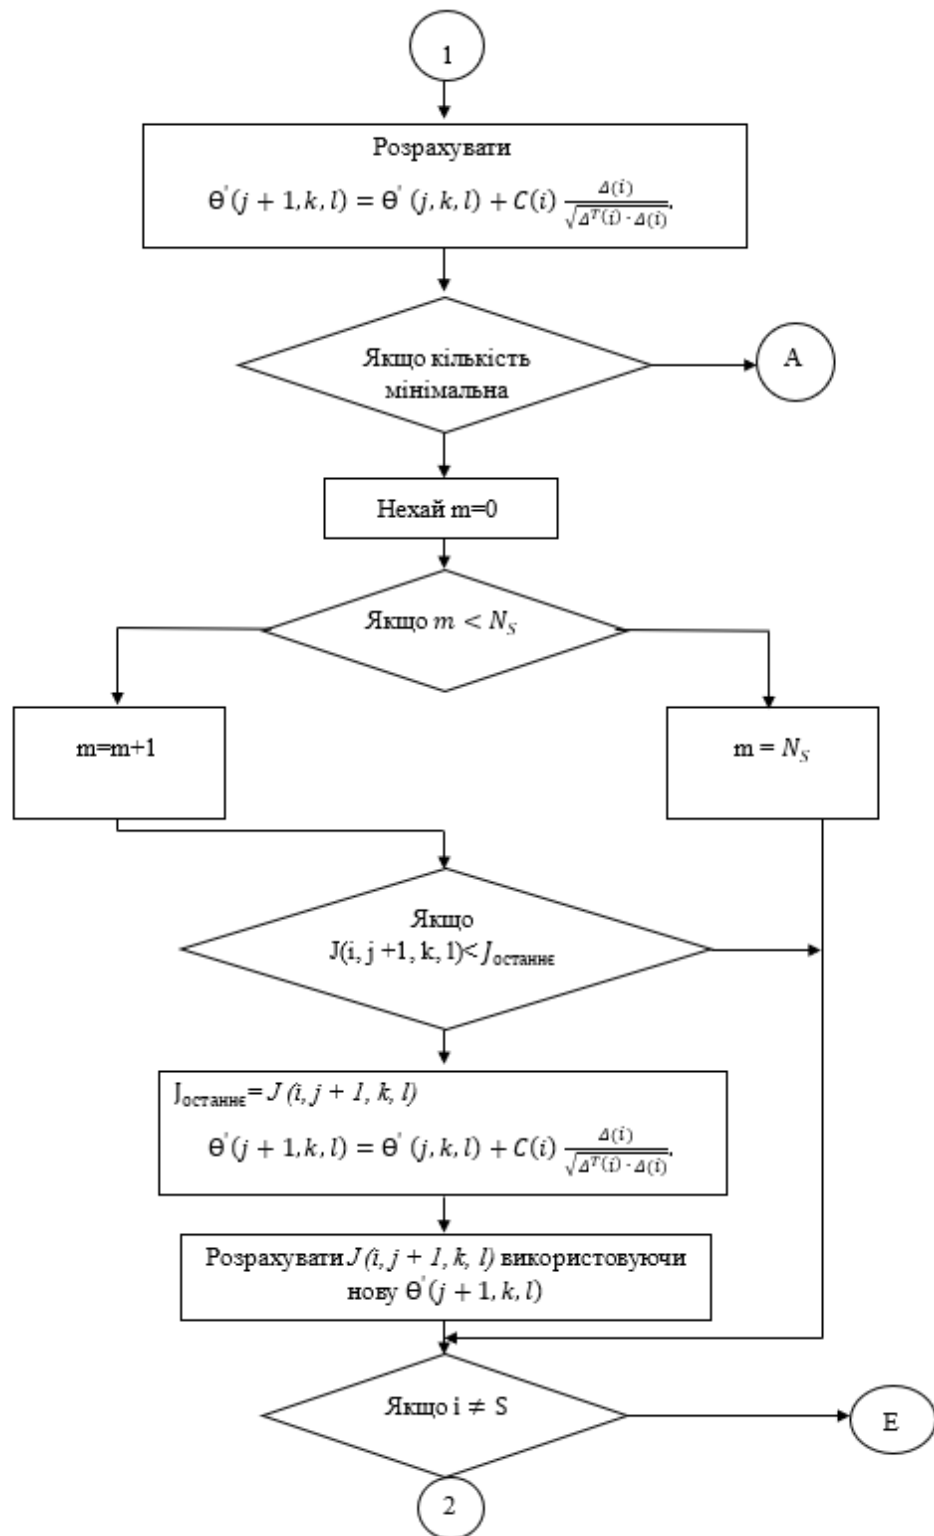 1
Розрахувати
Ѳ'(j + 1, k, l) = Ѳ' (j, k, l) + C(i) Δ(i) / √(Δᵀ(i) · Δ(i)).
Якщо кількість
мінімальна
A
Нехай m=0
Якщо m < N_S
m=m+1
m = N_S
Якщо
J(i, j +1, k, l)< J_останнє
J_останнє= J (i, j + 1, k, l)
Ѳ'(j + 1, k, l) = Ѳ' (j, k, l) + C(i) Δ(i) / √(Δᵀ(i) · Δ(i)).
Розрахувати J (i, j + 1, k, l) використовуючи
нову Ѳ'(j + 1, k, l)
Якщо i ≠ S
E
2